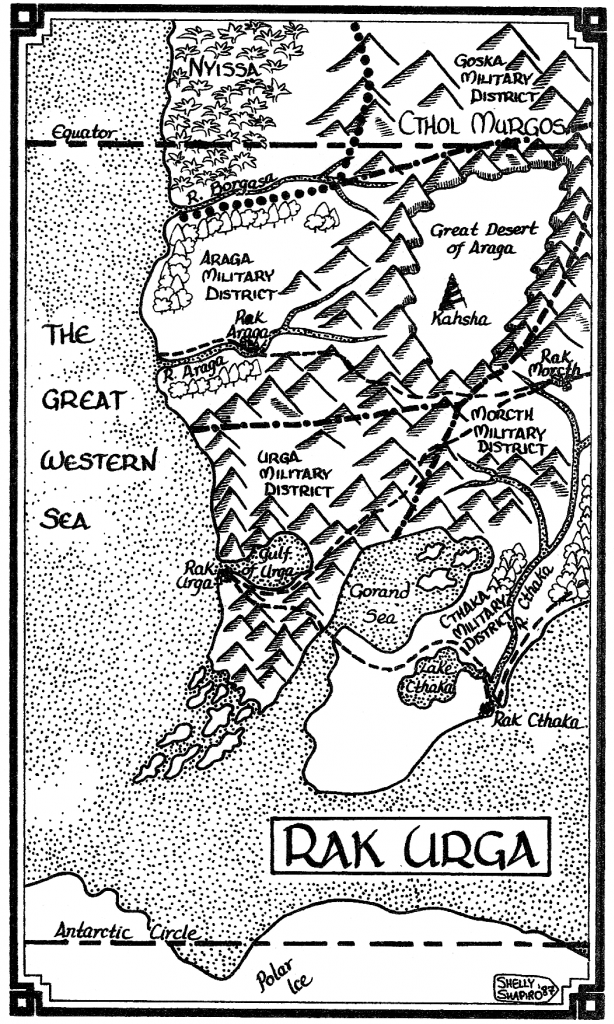 NYISSA
GOSKA
MILITARY
DISTRICT
CTHOL MURGOS
Equator
R. Borgasa
Great Desert
of Araga
ARAGA
MILITARY
DISTRICT
Kahsha
Rak
Araga
R. Araga
Rak
Morcth
THE
GREAT
WESTERN
SEA
MORCTH
MILITARY
DISTRICT
URGA
MILITARY
DISTRICT
Gulf
of Urga
Rak
Urga
Gorand
Sea
CTHAKA
MILITARY
DISTRICT
R. Cthaka
Lake
Cthaka
Rak Cthaka
RAK URGA
Antarctic Circle
Polar
Ice
SHELLY
SHAPIRO '87